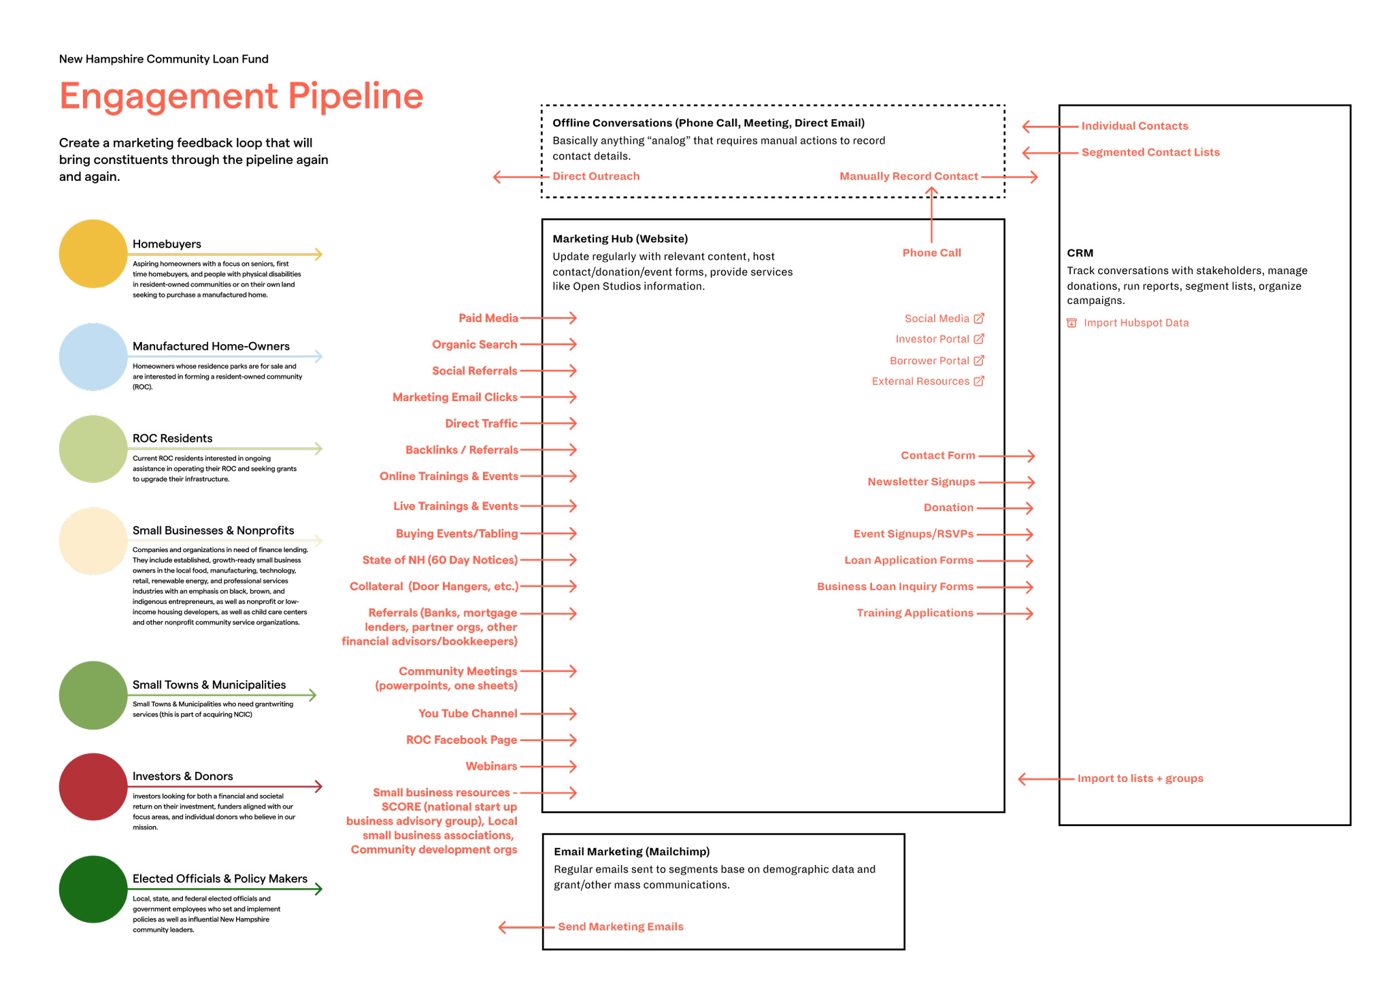 New Hampshire Community Loan Fund
Engagement Pipeline
Create a marketing feedback loop that will
bring constituents through the pipeline again
and again.
Homebuyers
Aspiring homeowners with a focus on seniors, first
time homebuyers, and people with physical disabilities
in resident-owned communities or on their own land
seeking to purchase a manufactured home.
Manufactured Home-Owners
Homeowners whose residence parks are for sale and
are interested in forming a resident-owned community
(ROC).
ROC Residents
Current ROC residents interested in ongoing
assistance in operating their ROC and seeking grants
to upgrade their infrastructure.
Small Businesses & Nonprofits
Companies and organizations in need of finance lending.
They include established, growth-ready small business
owners in the local food, manufacturing, technology,
retail, renewable energy, and professional services
industries with an emphasis on black, brown, and
indigenous entrepreneurs, as well as nonprofit or low-
income housing developers, as well as child care centers
and other nonprofit community service organizations.
Small Towns & Municipalities
Small Towns & Municipalities who need grantwriting
services (this is part of acquiring NCIC)
Investors & Donors
investors looking for both a financial and societal
return on their investment, funders aligned with our
focus areas, and individual donors who believe in our
mission.
Elected Officials & Policy Makers
Local, state, and federal elected officials and
government employees who set and implement
policies as well as influential New Hampshire
community leaders.
Paid Media
Organic Search
Social Referrals
Marketing Email Clicks
Direct Traffic
Backlinks / Referrals
Online Trainings & Events
Live Trainings & Events
Buying Events/Tabling
State of NH (60 Day Notices)
Collateral (Door Hangers, etc.)
Referrals (Banks, mortgage
lenders, partner orgs, other
financial advisors/bookkeepers)
Community Meetings
(powerpoints, one sheets)
You Tube Channel
ROC Facebook Page
Webinars
Small business resources -
SCORE (national start up
business advisory group), Local
small business associations,
Community development orgs
Offline Conversations (Phone Call, Meeting, Direct Email)
Basically anything “analog” that requires manual actions to record
contact details.
Direct Outreach
Manually Record Contact
Marketing Hub (Website)
Update regularly with relevant content, host
contact/donation/event forms, provide services
like Open Studios information.
Phone Call
Social Media
Investor Portal
Borrower Portal
External Resources
Contact Form
Newsletter Signups
Donation
Event Signups/RSVPs
Loan Application Forms
Business Loan Inquiry Forms
Training Applications
Email Marketing (Mailchimp)
Regular emails sent to segments base on demographic data and
grant/other mass communications.
Send Marketing Emails
Individual Contacts
Segmented Contact Lists
CRM
Track conversations with stakeholders, manage
donations, run reports, segment lists, organize
campaigns.
Import Hubspot Data
Import to lists + groups